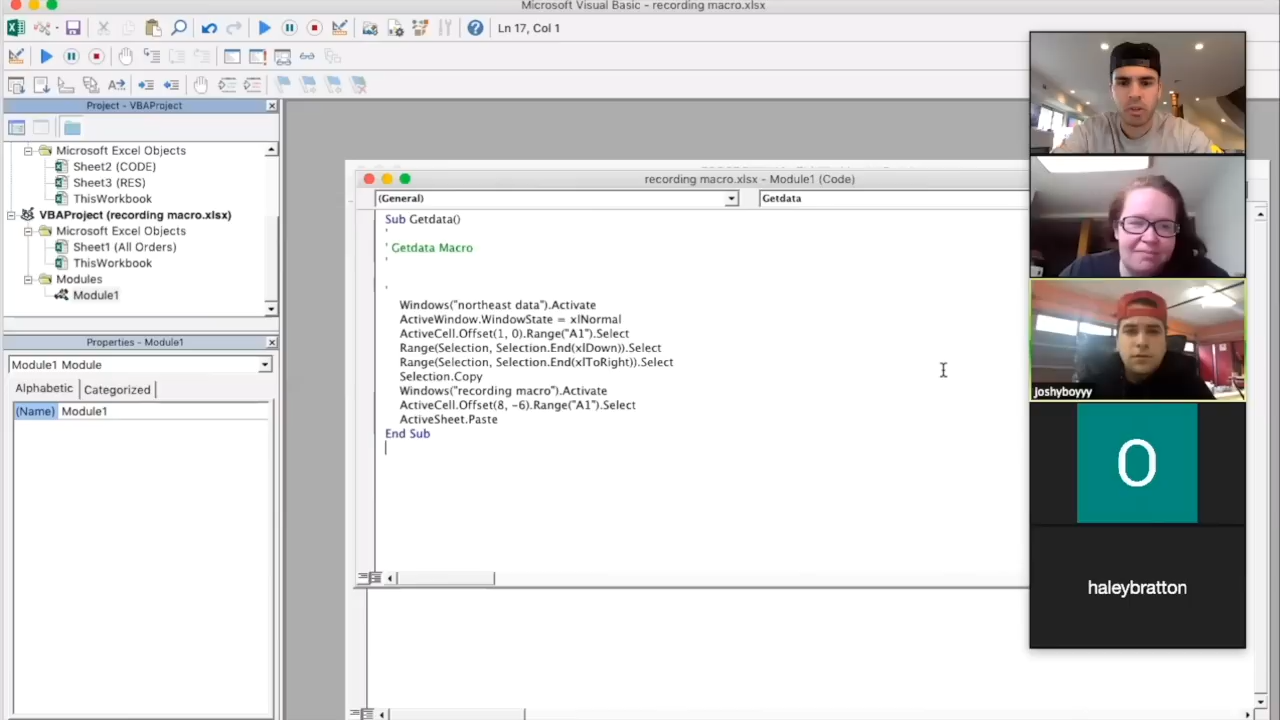 Microsoft Visual Basic - recording macro.xlsx
Ln 17, Col 1
Project - VBAProject
Microsoft Excel Objects
Sheet2 (CODE)
Sheet3 (RES)
ThisWorkbook
VBAProject (recording macro.xlsx)
Microsoft Excel Objects
Sheet1 (All Orders)
ThisWorkbook
Modules
Module1
Properties - Module1
Module1 Module
Alphabetic Categorized
(Name) Module1
recording macro.xlsx - Module1 (Code)
(General) Getdata
Sub Getdata()
'
' Getdata Macro
'
'
Windows("northeast data").Activate
ActiveWindow.WindowState = xlNormal
ActiveCell.Offset(1, 0).Range("A1").Select
Range(Selection, Selection.End(xlDown)).Select
Range(Selection, Selection.End(xlToRight)).Select
Selection.Copy
Windows("recording macro").Activate
ActiveCell.Offset(8, -6).Range("A1").Select
ActiveSheet.Paste
End Sub
joshyboyyy
O
haleybratton